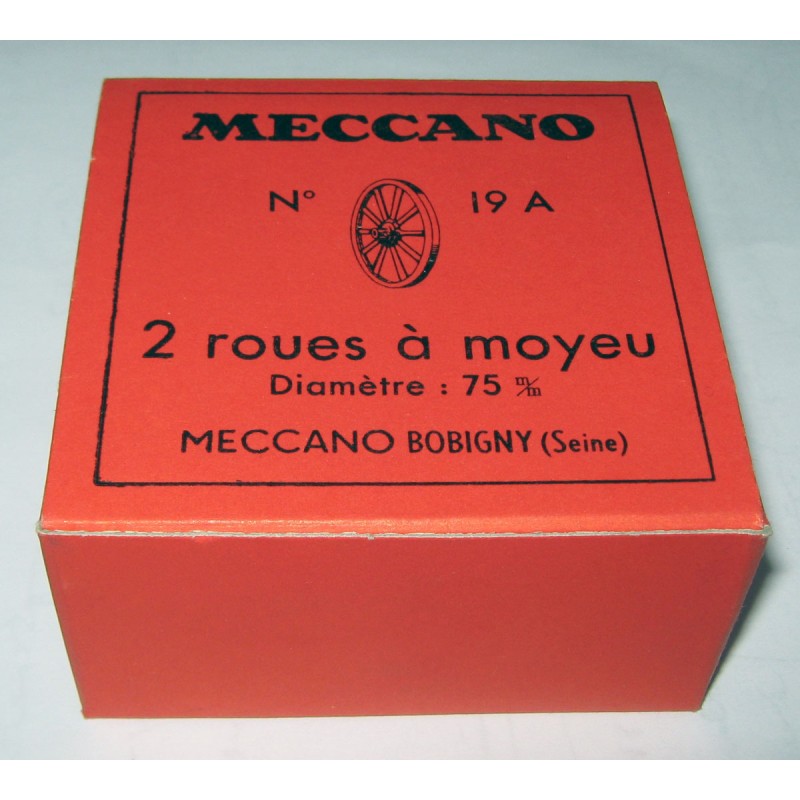 MECCANO
N° 19 A
2 roues à moyeu
Diamètre : 75 m/m
MECCANO BOBIGNY (Seine)